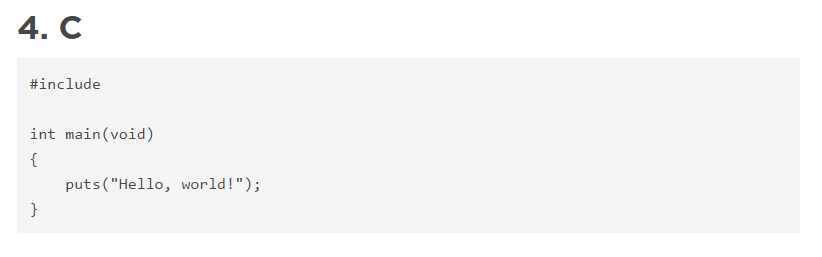 4. C
#include
int main(void)
{
    puts("Hello, world!");
}